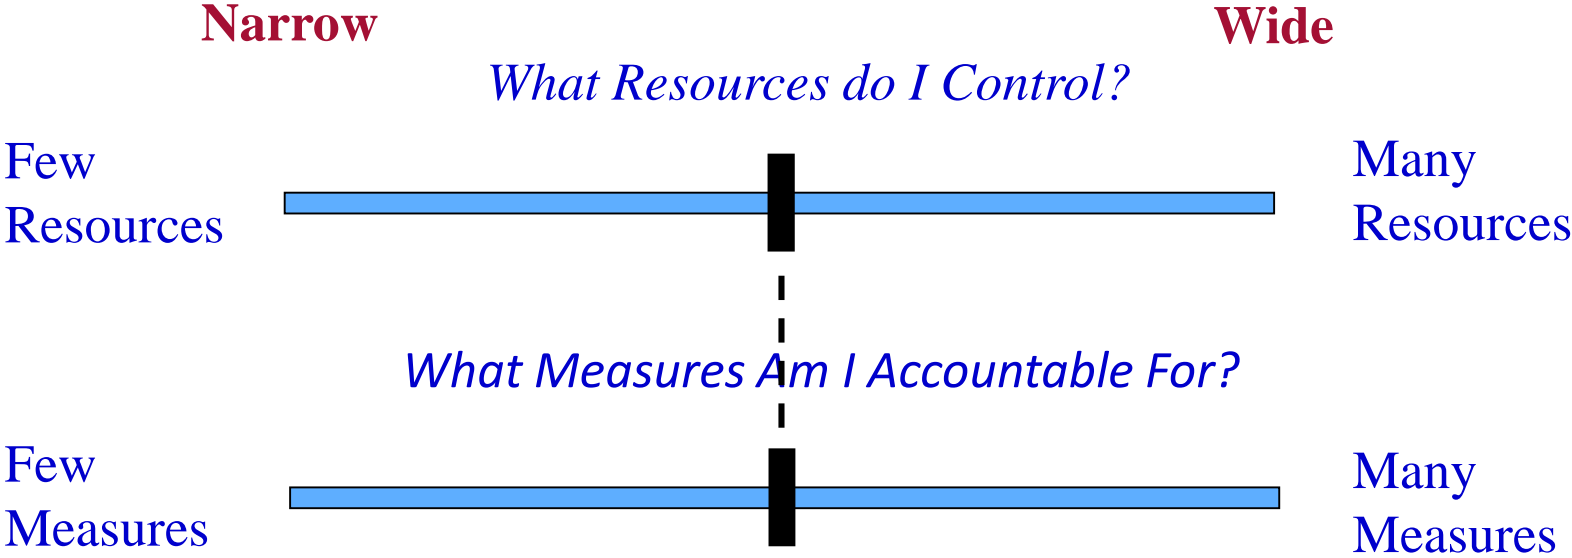 Narrow
Wide
What Resources do I Control?
Few
Resources
Many
Resources
What Measures Am I Accountable For?
Few
Measures
Many
Measures